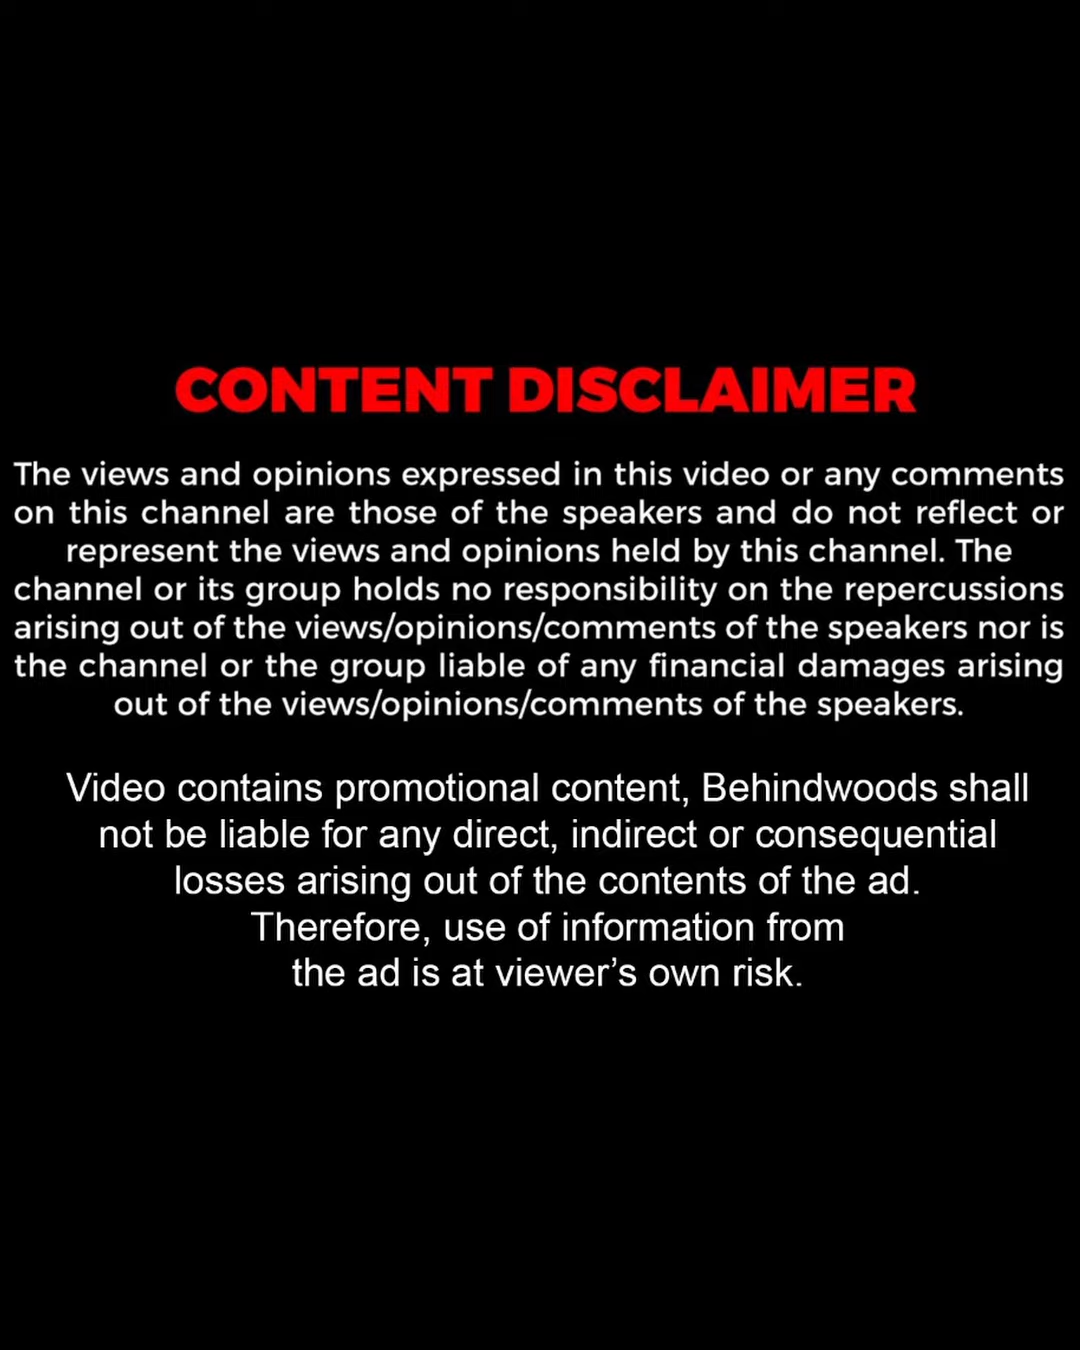 CONTENT DISCLAIMER
The views and opinions expressed in this video or any comments
on this channel are those of the speakers and do not reflect or
represent the views and opinions held by this channel. The
channel or its group holds no responsibility on the repercussions
arising out of the views/opinions/comments of the speakers nor is
the channel or the group liable of any financial damages arising
out of the views/opinions/comments of the speakers.
Video contains promotional content, Behindwoods shall
not be liable for any direct, indirect or consequential
losses arising out of the contents of the ad.
Therefore, use of information from
the ad is at viewer’s own risk.